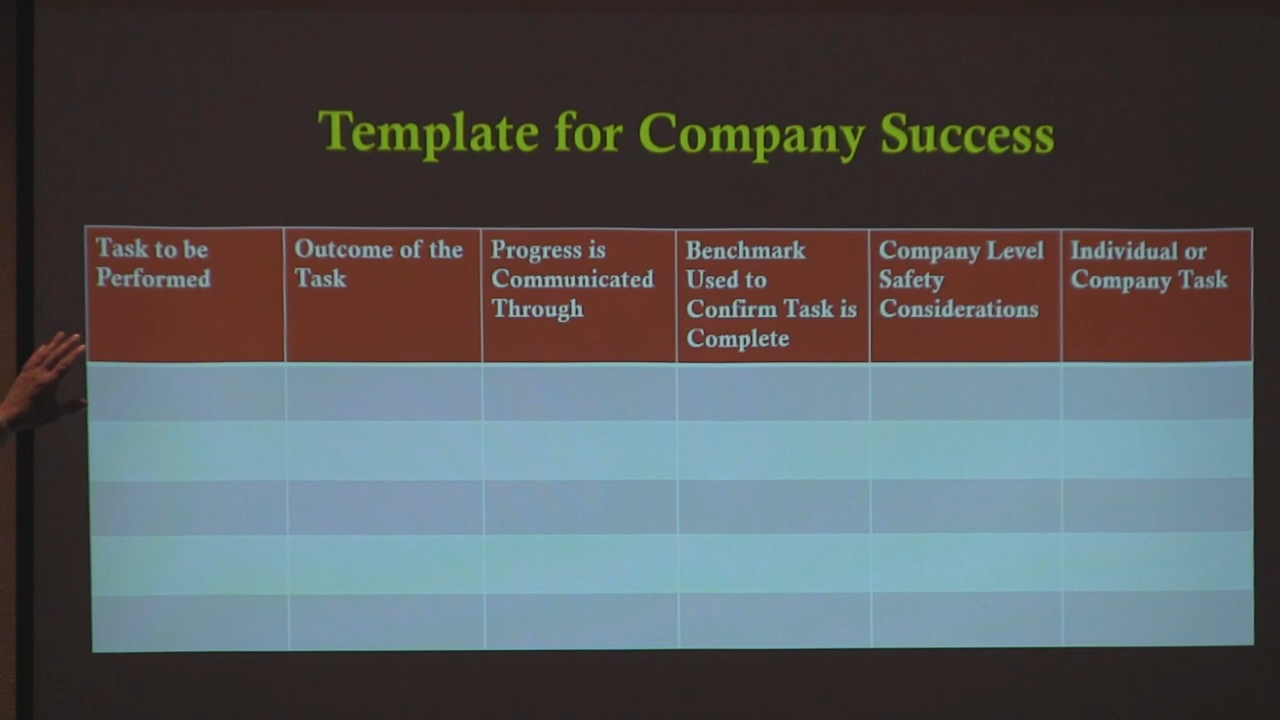 Template for Company Success
Task to be
Performed
Outcome of the
Task
Progress is
Communicated
Through
Benchmark
Used to
Confirm Task is
Complete
Company Level
Safety
Considerations
Individual or
Company Task